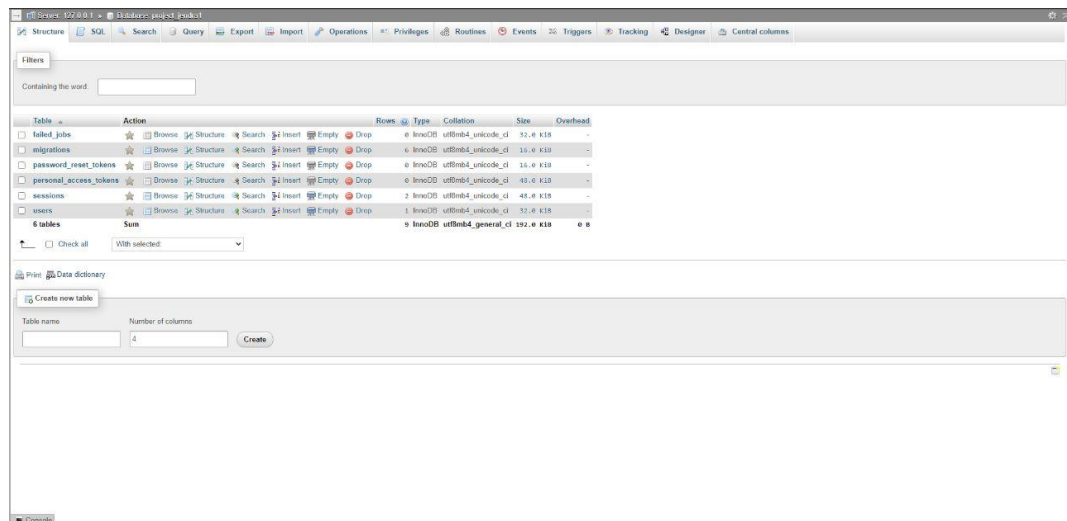 Server: 127.0.0.1 » Database: project_jendra1
Structure SQL Search Query Export Import Operations Privileges Routines Events Triggers Tracking Designer Central columns
Filters
Containing the word:
Table Action Rows Type Collation Size Overhead
failed_jobs Browse Structure Search Insert Empty Drop 0 InnoDB utf8mb4_unicode_ci 32.0 KiB -
migrations Browse Structure Search Insert Empty Drop 6 InnoDB utf8mb4_unicode_ci 16.0 KiB -
password_reset_tokens Browse Structure Search Insert Empty Drop 0 InnoDB utf8mb4_unicode_ci 16.0 KiB -
personal_access_tokens Browse Structure Search Insert Empty Drop 0 InnoDB utf8mb4_unicode_ci 48.0 KiB -
sessions Browse Structure Search Insert Empty Drop 2 InnoDB utf8mb4_unicode_ci 48.0 KiB -
users Browse Structure Search Insert Empty Drop 1 InnoDB utf8mb4_unicode_ci 32.0 KiB -
6 tables Sum 9 InnoDB utf8mb4_general_ci 192.0 KiB 0 B
Check all With selected:
Print Data dictionary
Create new table
Table name Number of columns
4 Create
Console